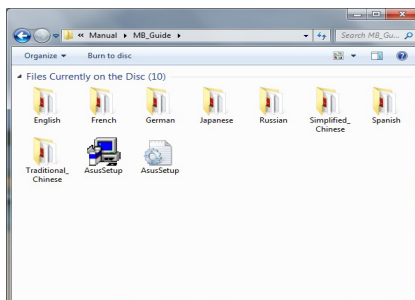 « Manual ▸ MB_Guide ▸
Search MB_Gu...
Organize ▾ Burn to disc
Files Currently on the Disc (10)
English French German Japanese Russian Simplified_ Spanish
Chinese
Traditional_ AsusSetup AsusSetup
Chinese